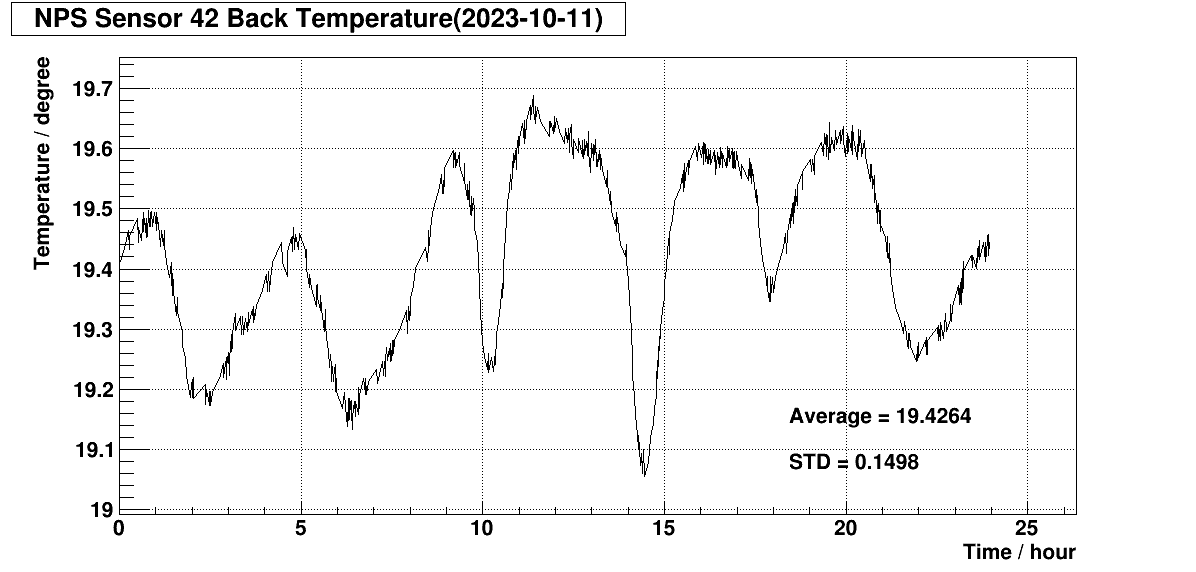 NPS Sensor 42 Back Temperature(2023-10-11)
Temperature / degree
19.7
19.6
19.5
19.4
19.3
19.2
19.1
19
Average = 19.4264
STD = 0.1498
0 5 10 15 20 25
Time / hour